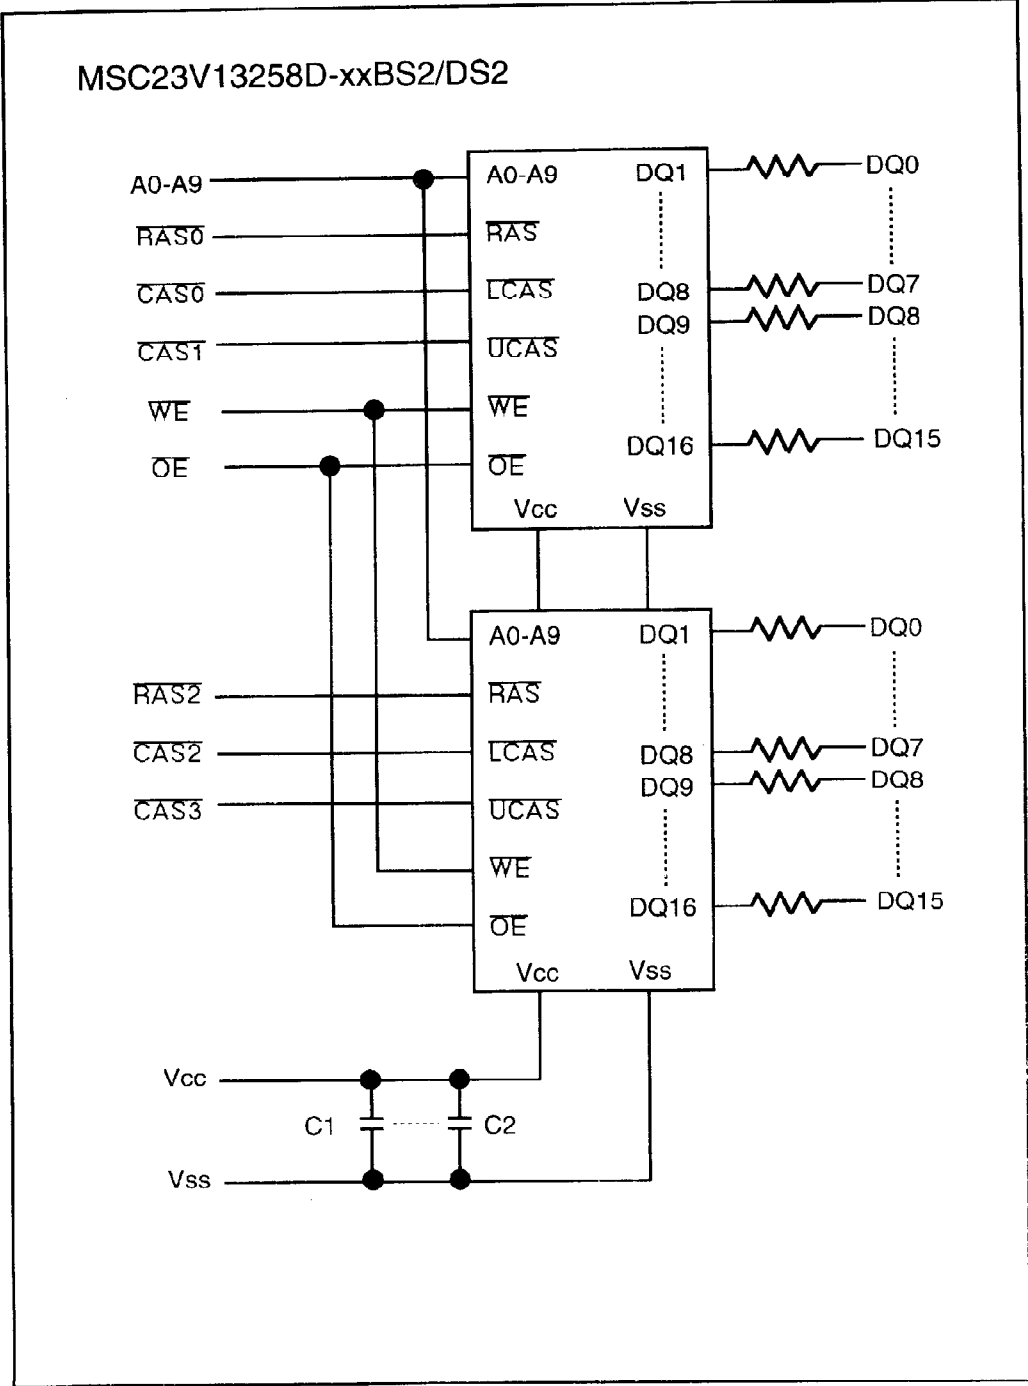 MSC23V13258D-xxBS2/DS2
A0-A9
RAS0
CAS0
CAS1
WE
OE
A0-A9
RAS
LCAS
UCAS
WE
OE
Vcc
Vss
DQ1
DQ8
DQ9
DQ16
DQ0
DQ7
DQ8
DQ15
RAS2
CAS2
CAS3
A0-A9
RAS
LCAS
UCAS
WE
OE
Vcc
Vss
DQ1
DQ8
DQ9
DQ16
DQ0
DQ7
DQ8
DQ15
Vcc
C1
C2
Vss